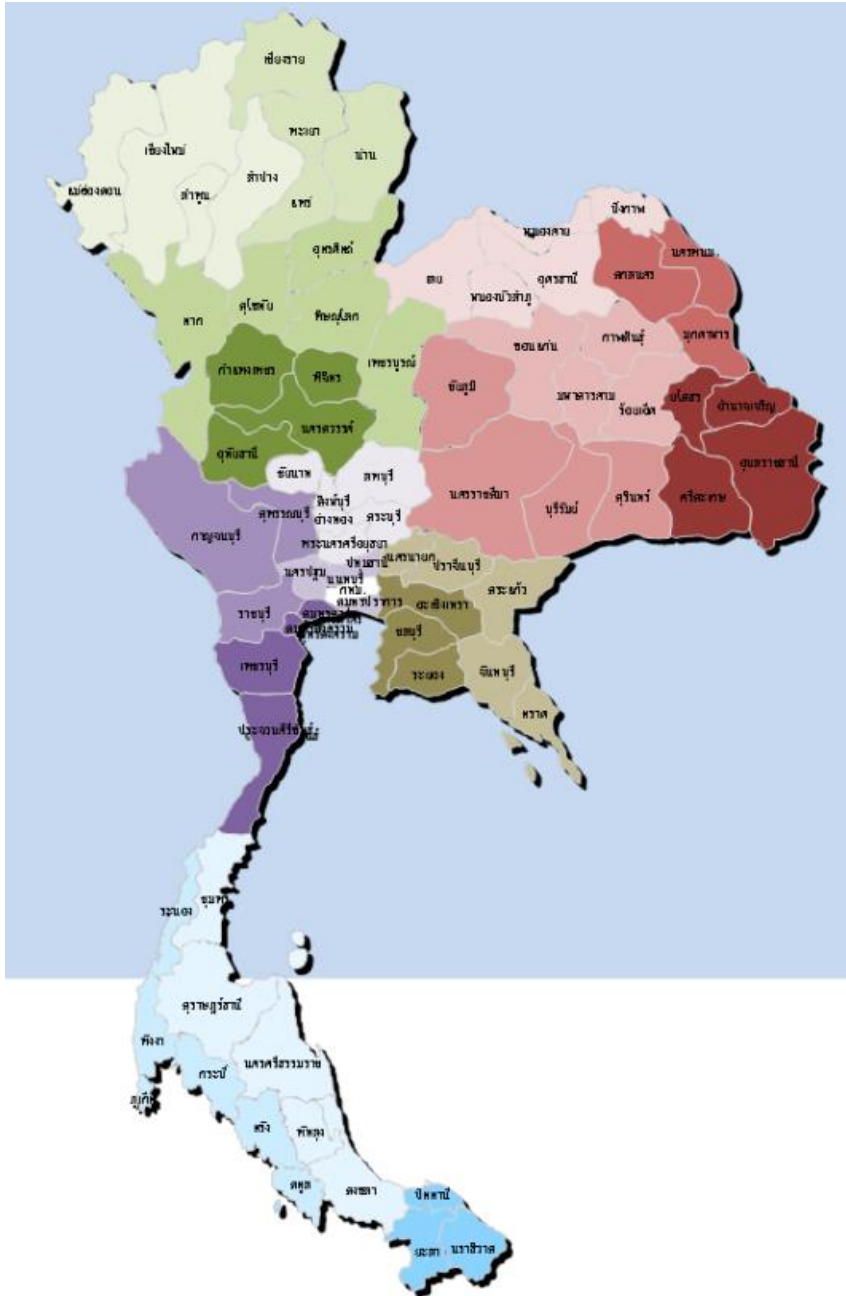 เชียงราย
พะเยา
น่าน
เชียงใหม่
ลำปาง
แม่ฮ่องสอน
ลำพูน
แพร่
อุตรดิตถ์
ตาก
สุโขทัย
พิษณุโลก
เพชรบูรณ์
กำแพงเพชร
พิจิตร
นครสวรรค์
อุทัยธานี
บึงกาฬ
หนองคาย
นครพนม
เลย
อุดรธานี
สกลนคร
หนองบัวลำภู
มุกดาหาร
ขอนแก่น
กาฬสินธุ์
ชัยภูมิ
มหาสารคาม
ร้อยเอ็ด
ยโสธร
อำนาจเจริญ
อุบลราชธานี
นครราชสีมา
บุรีรัมย์
สุรินทร์
ศรีสะเกษ
ชัยนาท
ลพบุรี
สิงห์บุรี
สุพรรณบุรี
อ่างทอง
สระบุรี
กาญจนบุรี
พระนครศรีอยุธยา
นครนายก
ปราจีนบุรี
ปทุมธานี
นครปฐม
นนทบุรี
กทม.
สระแก้ว
สมุทรปราการ
ฉะเชิงเทรา
ราชบุรี
ชลบุรี
เพชรบุรี
ระยอง
จันทบุรี
ตราด
ประจวบคีรีขันธ์
ชุมพร
ระนอง
สุราษฎร์ธานี
พังงา
นครศรีธรรมราช
กระบี่
ภูเก็ต
ตรัง
พัทลุง
สตูล
สงขลา
ปัตตานี
ยะลา
นราธิวาส